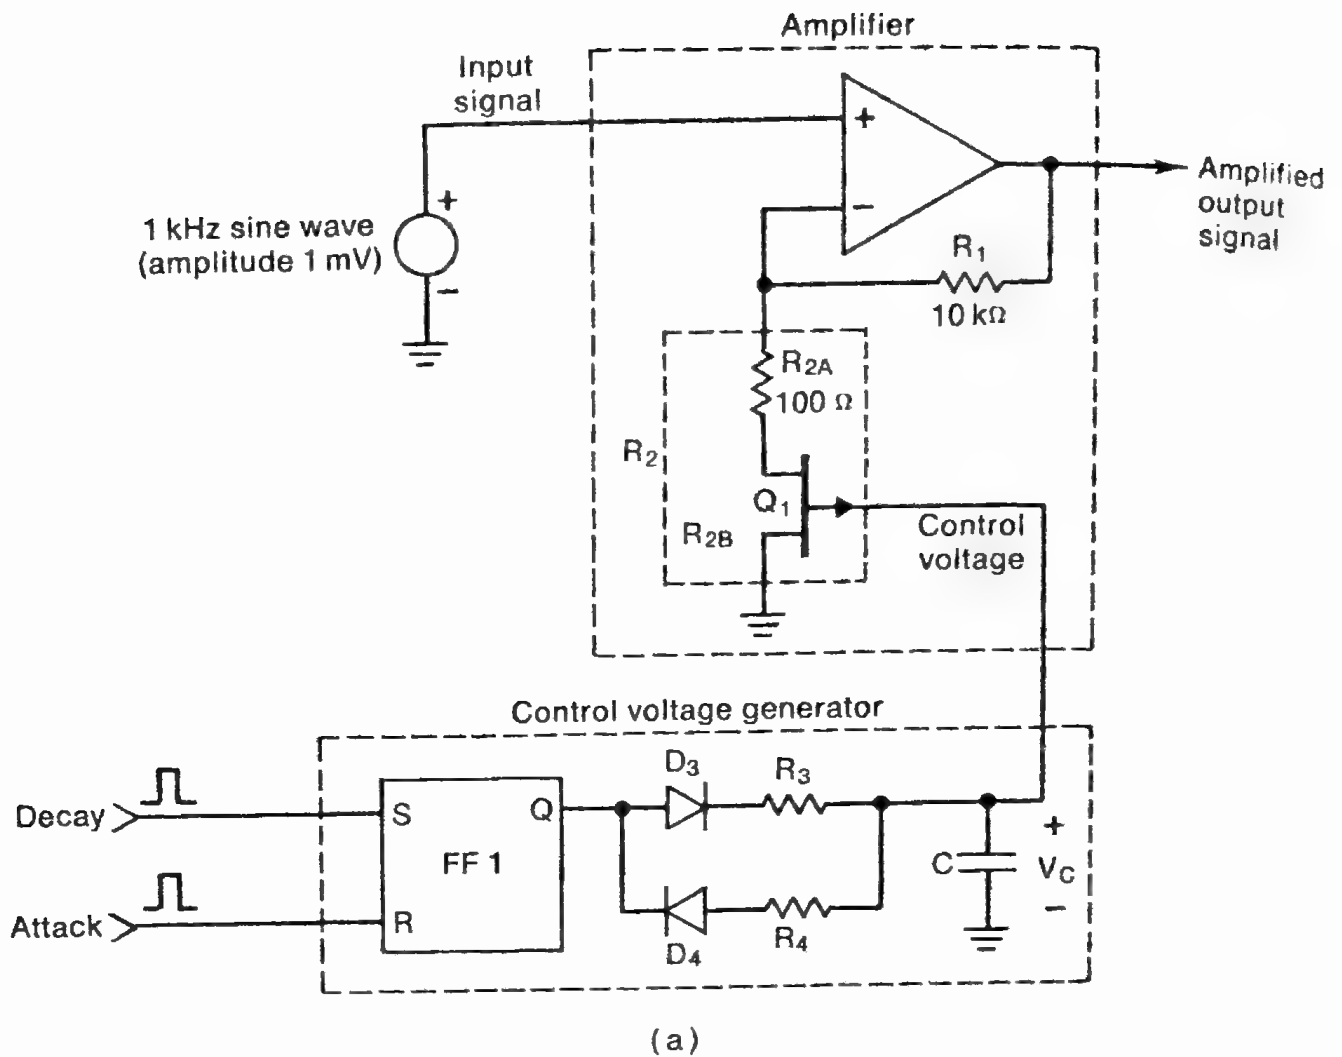 Amplifier
Input
signal
+
Amplified
output
signal
−
+
1 kHz sine wave
(amplitude 1 mV)
−
R1
10 kΩ
R2A
100 Ω
R2
Q1
R2B
Control
voltage
Control voltage generator
D3
R3
Decay
S
Q
FF 1
+
C
VC
−
Attack
R
D4
R4
(a)